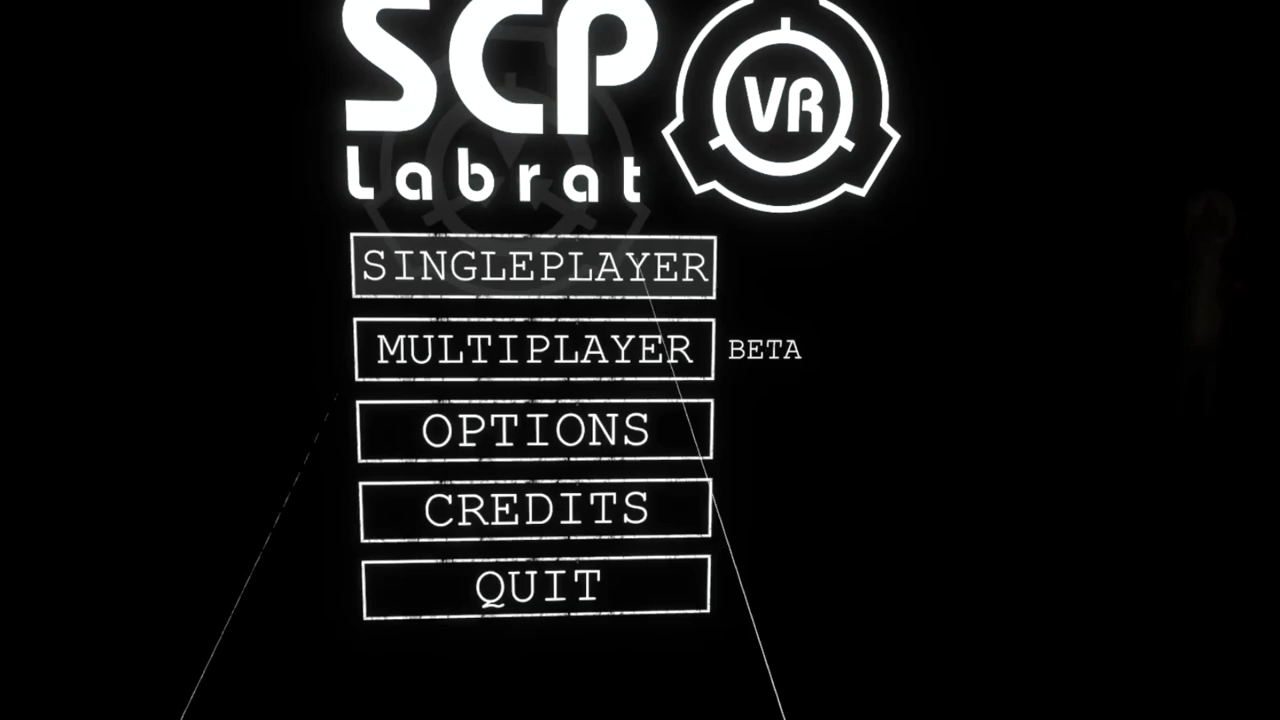 SCP
Labrat
VR
SINGLEPLAYER
MULTIPLAYER
BETA
OPTIONS
CREDITS
QUIT